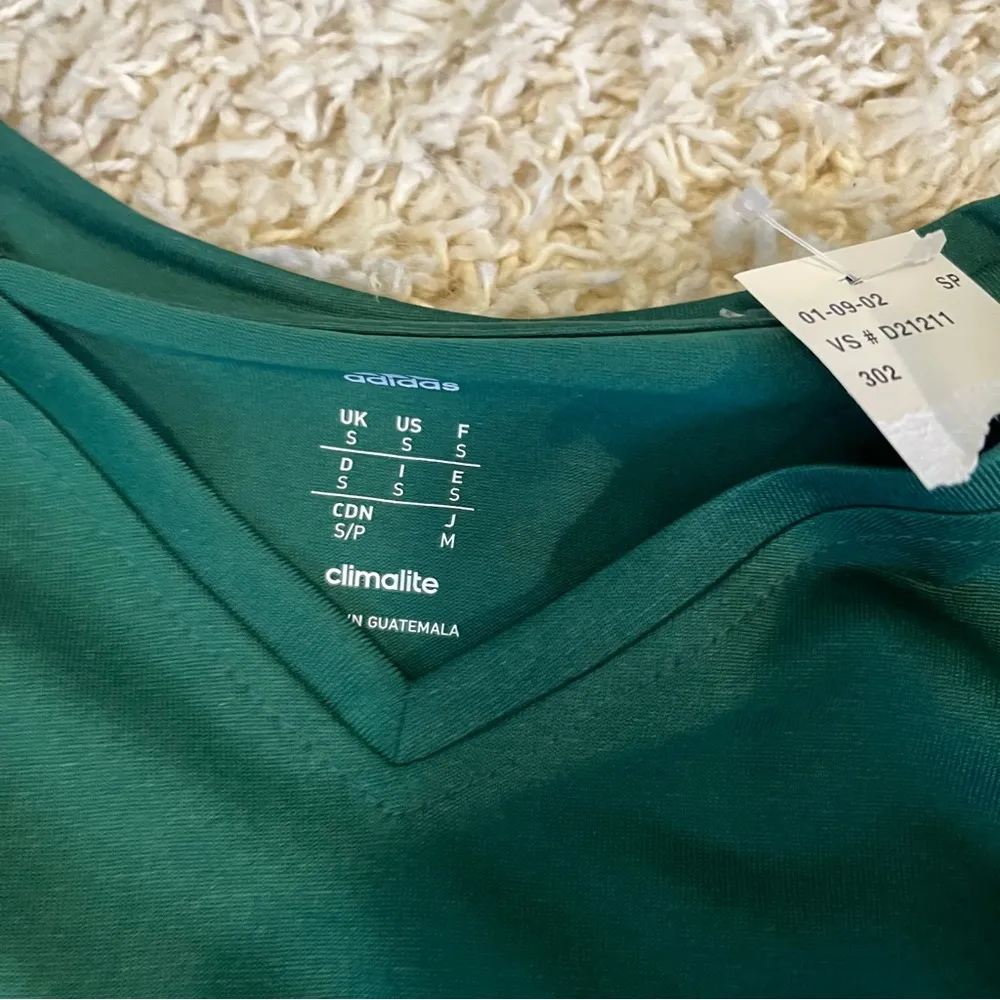 adidas
UK US F
S S S
D I E
S S S
CDN J
S/P M
climalite
GUATEMALA
01-09-02 SP
VS # D21211
302